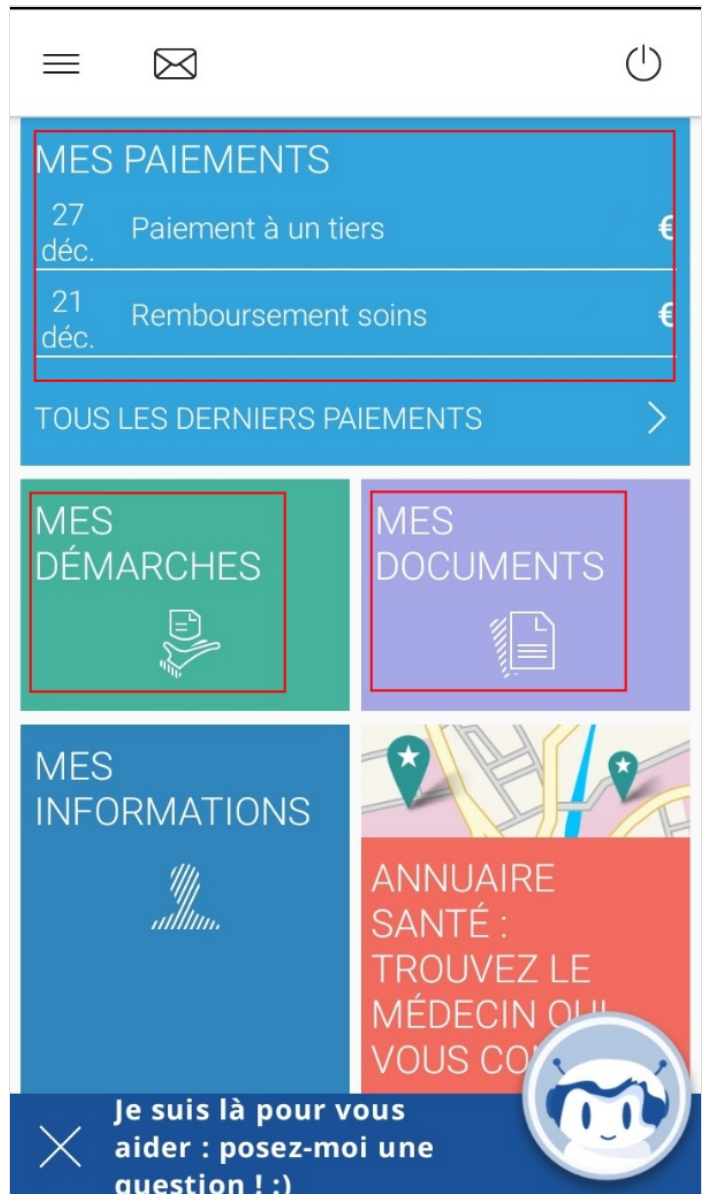 MES PAIEMENTS
27 déc. Paiement à un tiers €
21 déc. Remboursement soins €
TOUS LES DERNIERS PAIEMENTS
MES
DÉMARCHES
MES
DOCUMENTS
MES
INFORMATIONS
ANNUAIRE
SANTÉ :
TROUVEZ LE
MÉDECIN QUI
VOUS
Je suis là pour vous
aider : posez-moi une
question ! :)